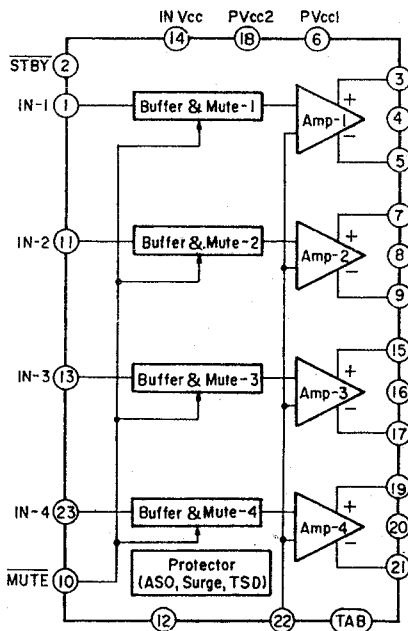 IN Vcc PVcc2 PVcc1
14 18 6
STBY
2
3
IN-1 1 Buffer & Mute-1 + Amp-1 − 4
5
7
IN-2 11 Buffer & Mute-2 + Amp-2 − 8
9
15
IN-3 13 Buffer & Mute-3 + Amp-3 − 16
17
19
IN-4 23 Buffer & Mute-4 + Amp-4 − 20
21
MUTE 10
Protector
(ASO, Surge, TSD)
12 22 TAB